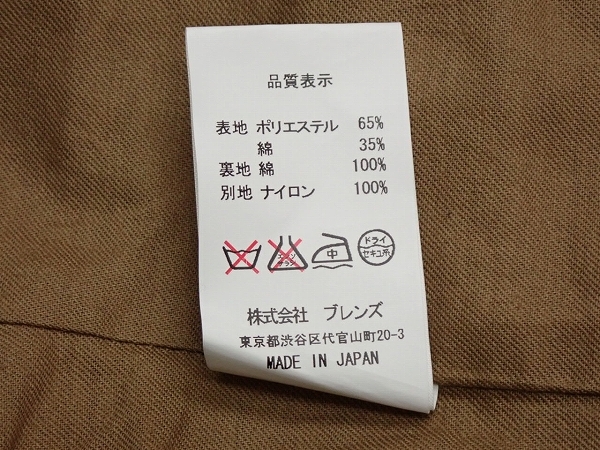 品質表示
表地 ポリエステル 65%
綿 35%
裏地 綿 100%
別地 ナイロン 100%
中 ドライ
セキユ系
株式会社 ブレンズ
東京都渋谷区代官山町20-3
MADE IN JAPAN